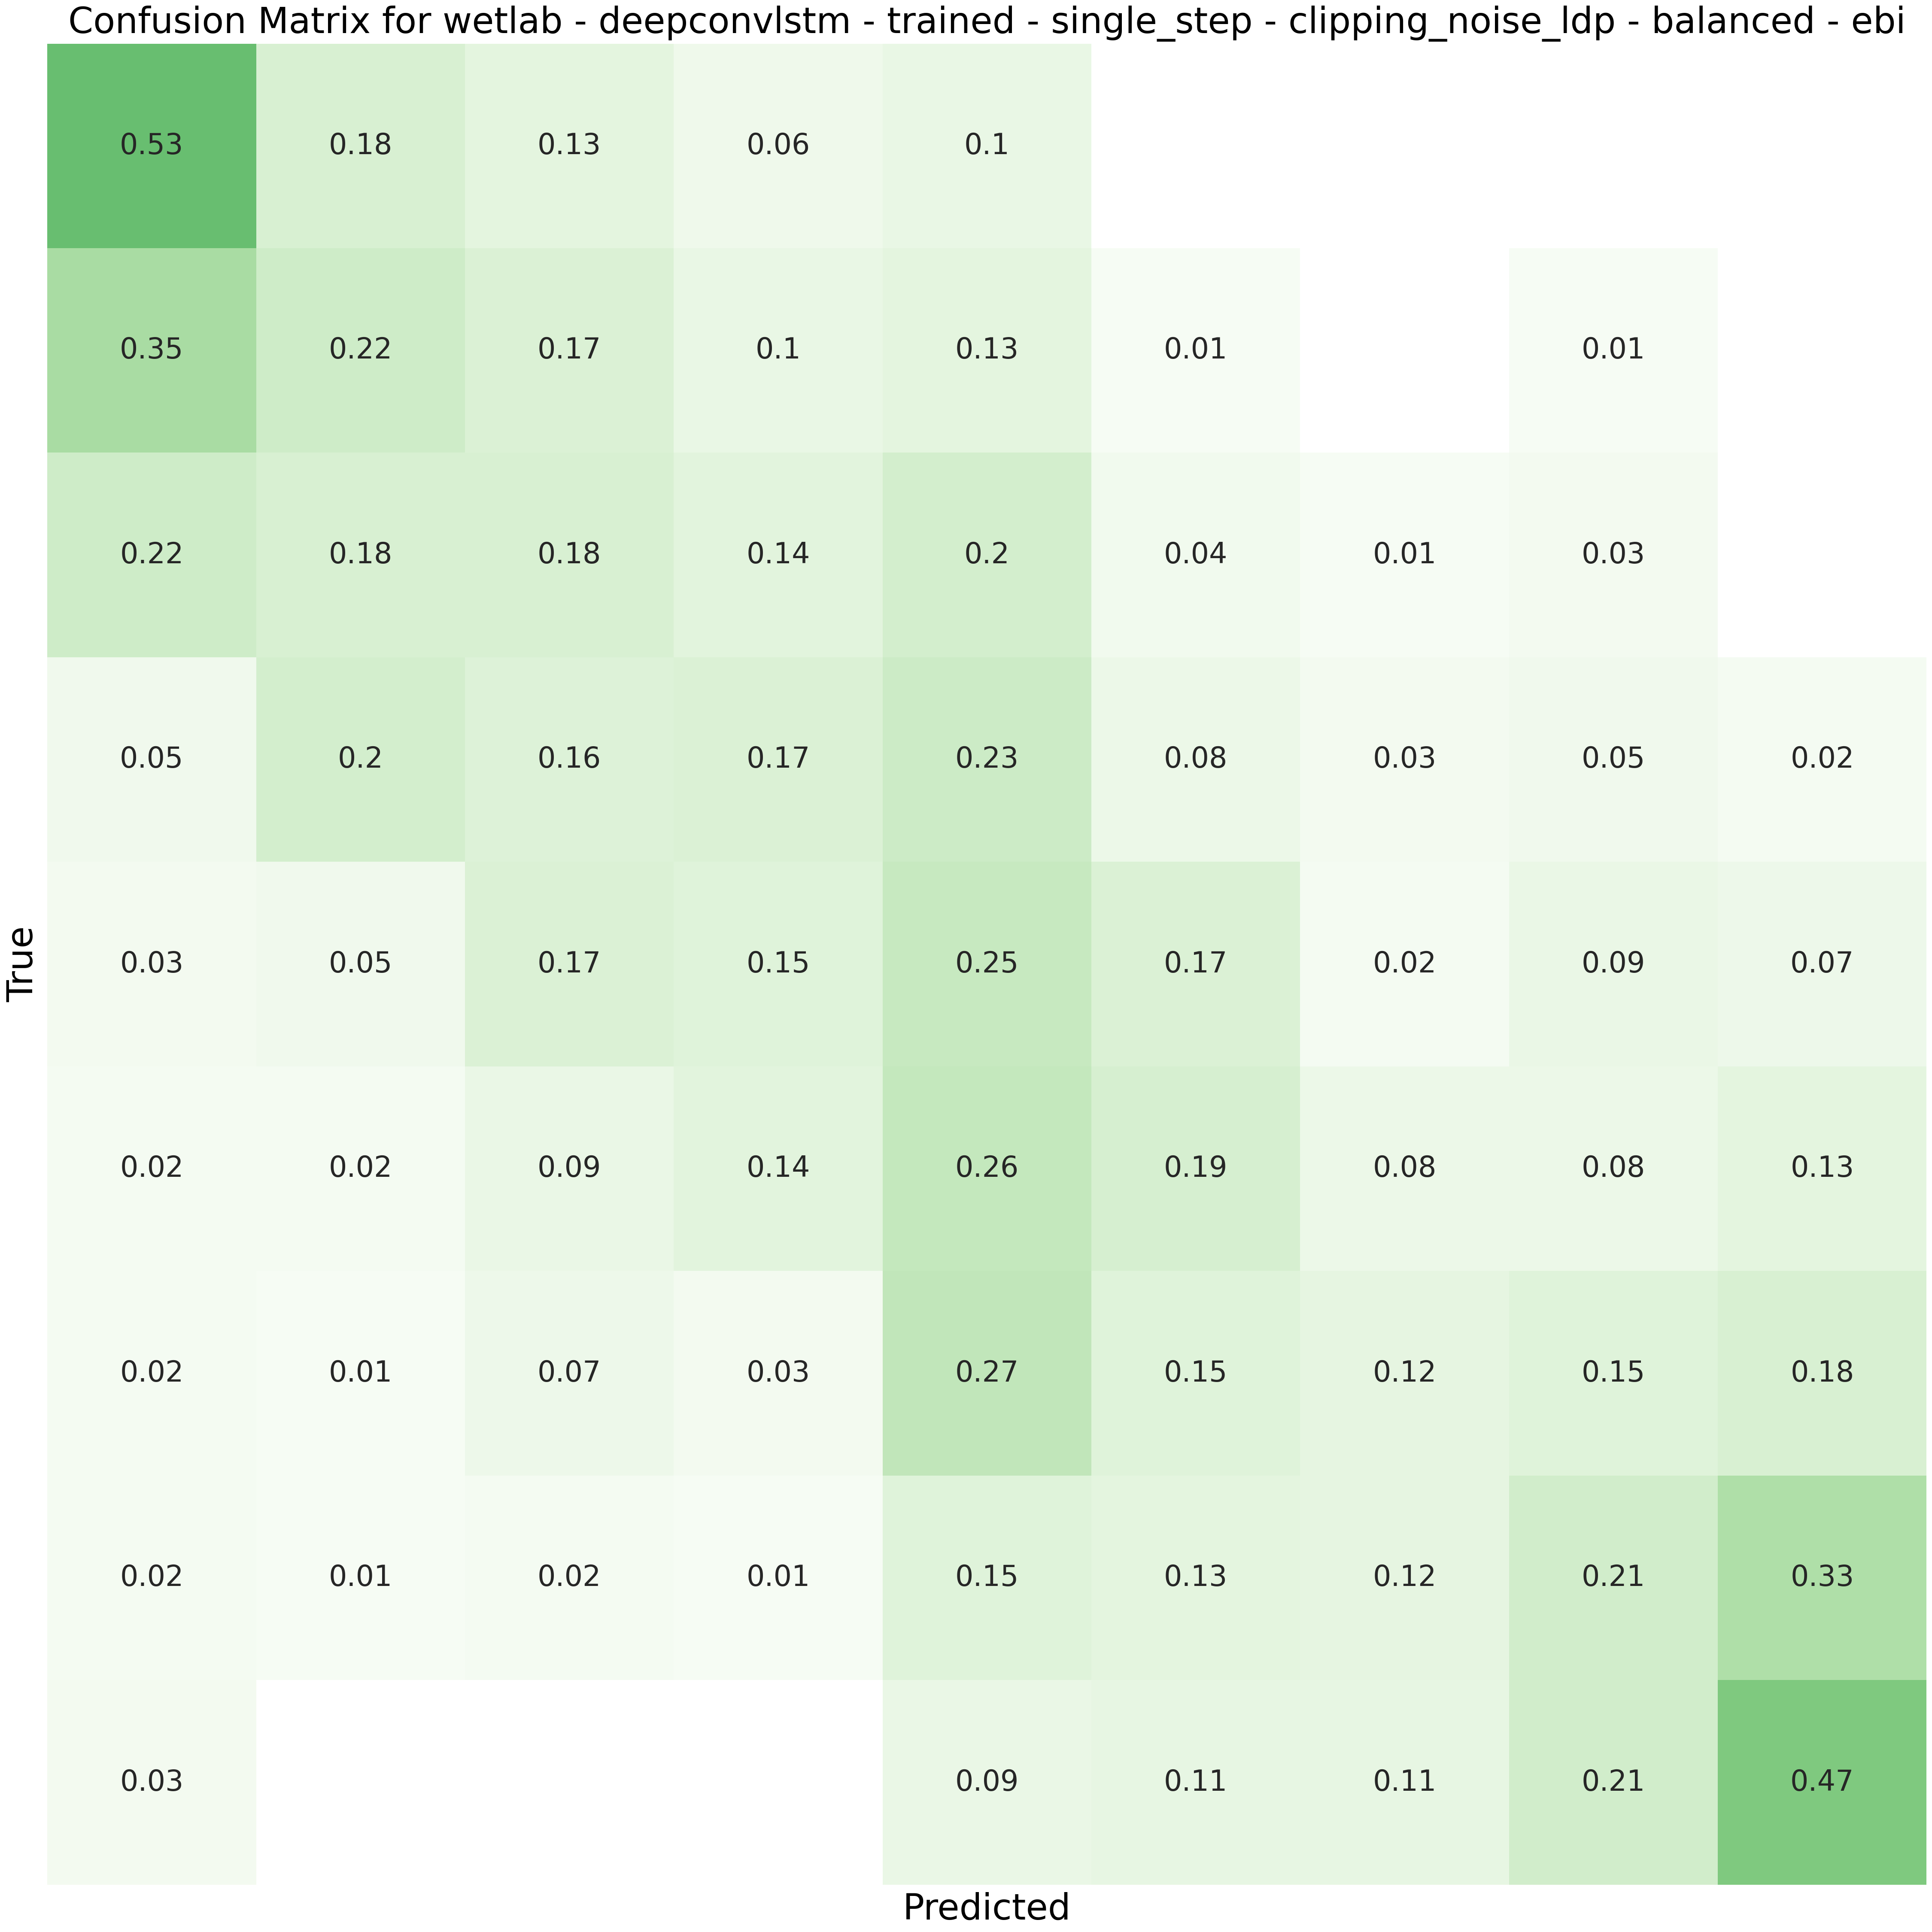 Confusion Matrix for wetlab - deepconvlstm - trained - single_step - clipping_noise_ldp - balanced - ebi
0.53 0.18 0.13 0.06 0.1
0.35 0.22 0.17 0.1 0.13 0.01 0.01
0.22 0.18 0.18 0.14 0.2 0.04 0.01 0.03
0.05 0.2 0.16 0.17 0.23 0.08 0.03 0.05 0.02
True
0.03 0.05 0.17 0.15 0.25 0.17 0.02 0.09 0.07
0.02 0.02 0.09 0.14 0.26 0.19 0.08 0.08 0.13
0.02 0.01 0.07 0.03 0.27 0.15 0.12 0.15 0.18
0.02 0.01 0.02 0.01 0.15 0.13 0.12 0.21 0.33
0.03 0.09 0.11 0.11 0.21 0.47
Predicted